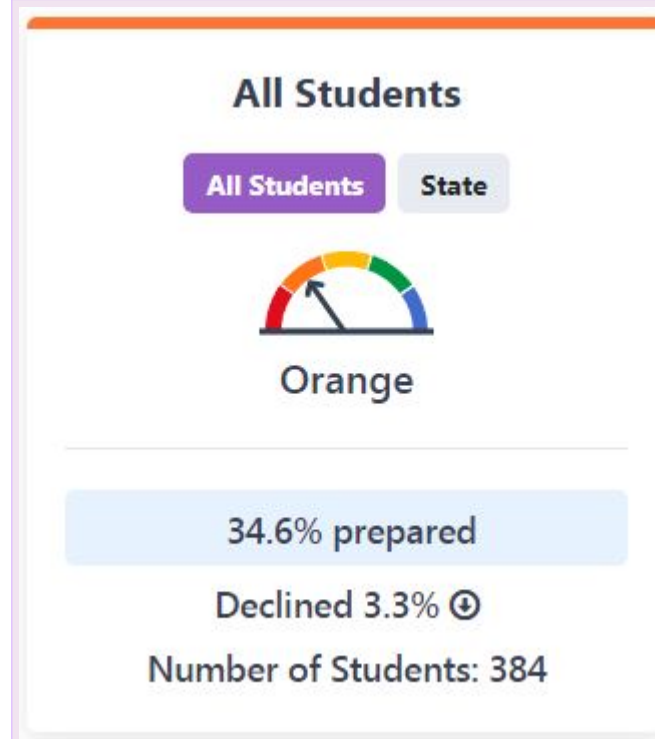 All Students
All Students State
Orange
34.6% prepared
Declined 3.3%
Number of Students: 384